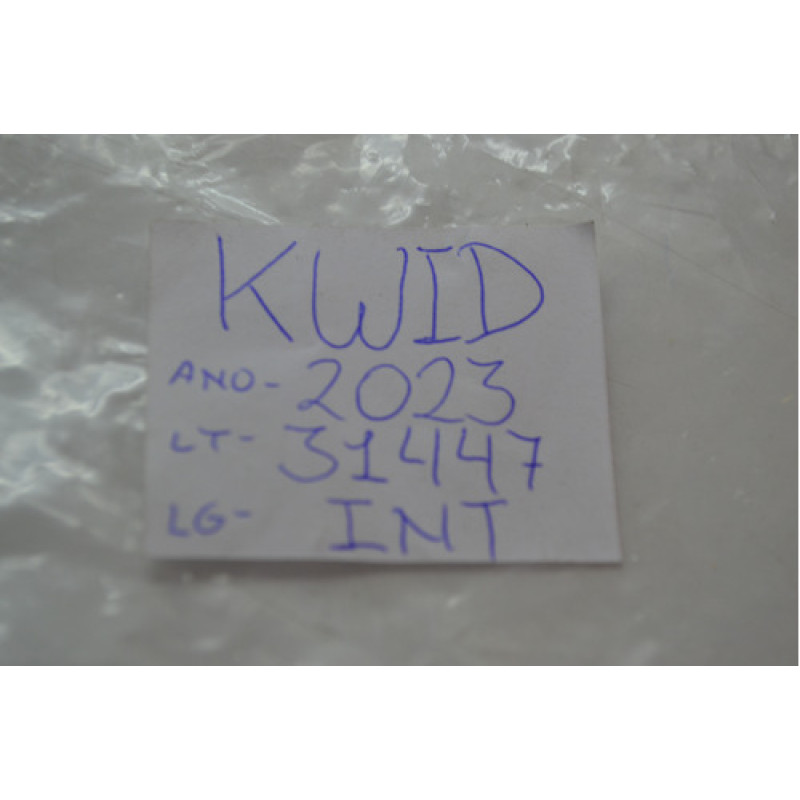 KWID
ANO- 2023
LT- 31447
LG- INT